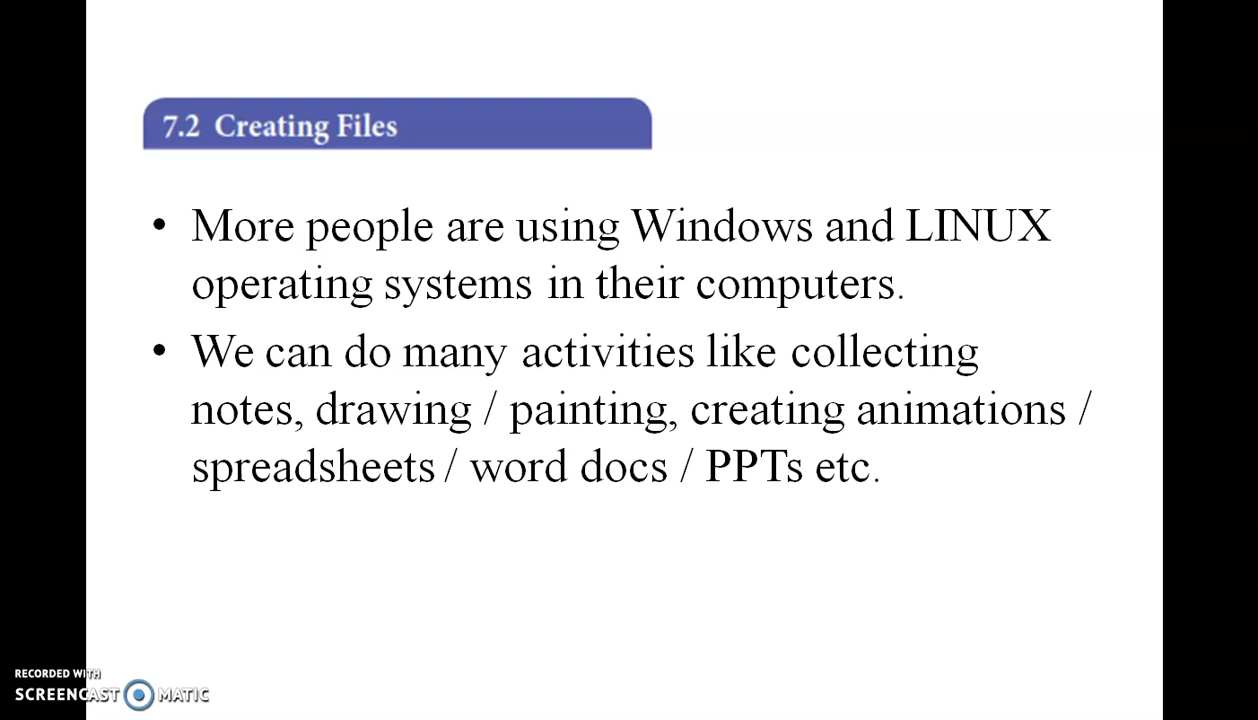 7.2 Creating Files
• More people are using Windows and LINUX
operating systems in their computers.
• We can do many activities like collecting
notes, drawing / painting, creating animations /
spreadsheets / word docs / PPTs etc.
RECORDED WITH
SCREENCAST MATIC